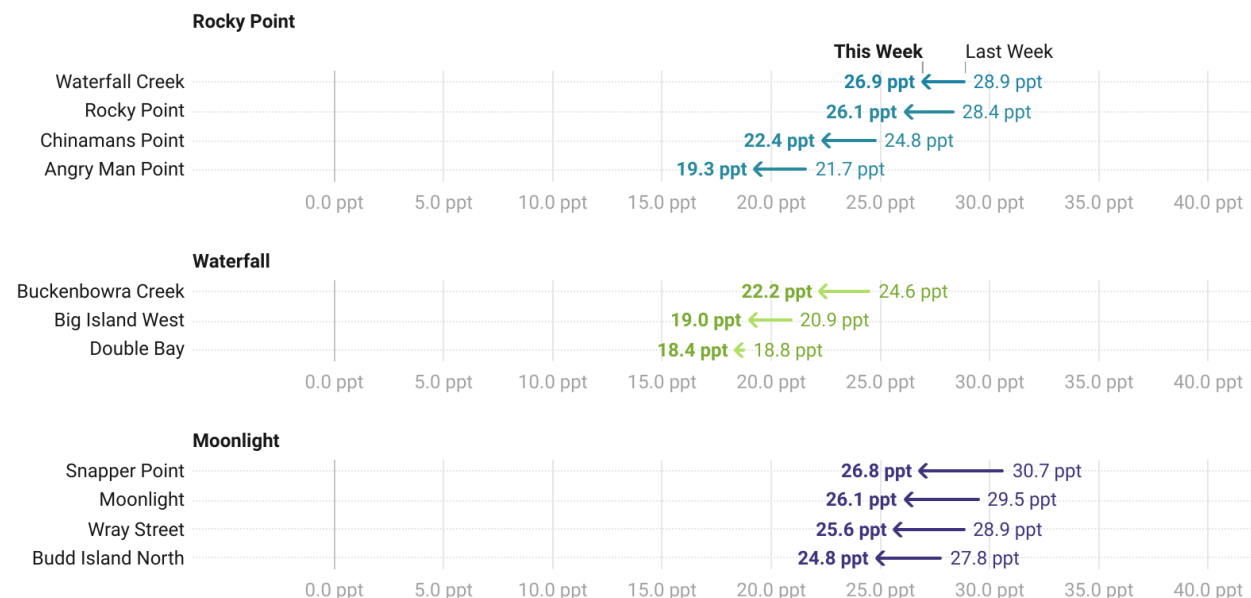 Rocky Point
This Week Last Week
Waterfall Creek 26.9 ppt 28.9 ppt
Rocky Point 26.1 ppt 28.4 ppt
Chinamans Point 22.4 ppt 24.8 ppt
Angry Man Point 19.3 ppt 21.7 ppt
0.0 ppt 5.0 ppt 10.0 ppt 15.0 ppt 20.0 ppt 25.0 ppt 30.0 ppt 35.0 ppt 40.0 ppt
Waterfall
Buckenbowra Creek 22.2 ppt 24.6 ppt
Big Island West 19.0 ppt 20.9 ppt
Double Bay 18.4 ppt 18.8 ppt
0.0 ppt 5.0 ppt 10.0 ppt 15.0 ppt 20.0 ppt 25.0 ppt 30.0 ppt 35.0 ppt 40.0 ppt
Moonlight
Snapper Point 26.8 ppt 30.7 ppt
Moonlight 26.1 ppt 29.5 ppt
Wray Street 25.6 ppt 28.9 ppt
Budd Island North 24.8 ppt 27.8 ppt
0.0 ppt 5.0 ppt 10.0 ppt 15.0 ppt 20.0 ppt 25.0 ppt 30.0 ppt 35.0 ppt 40.0 ppt